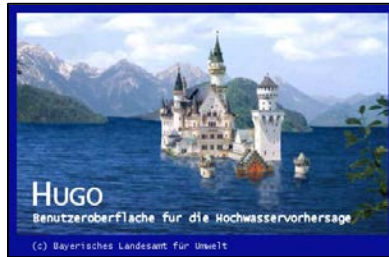 HUGO
Benutzeroberflache fur die Hochwasservorhersage
(c) Bayerisches Landesamt für Umwelt